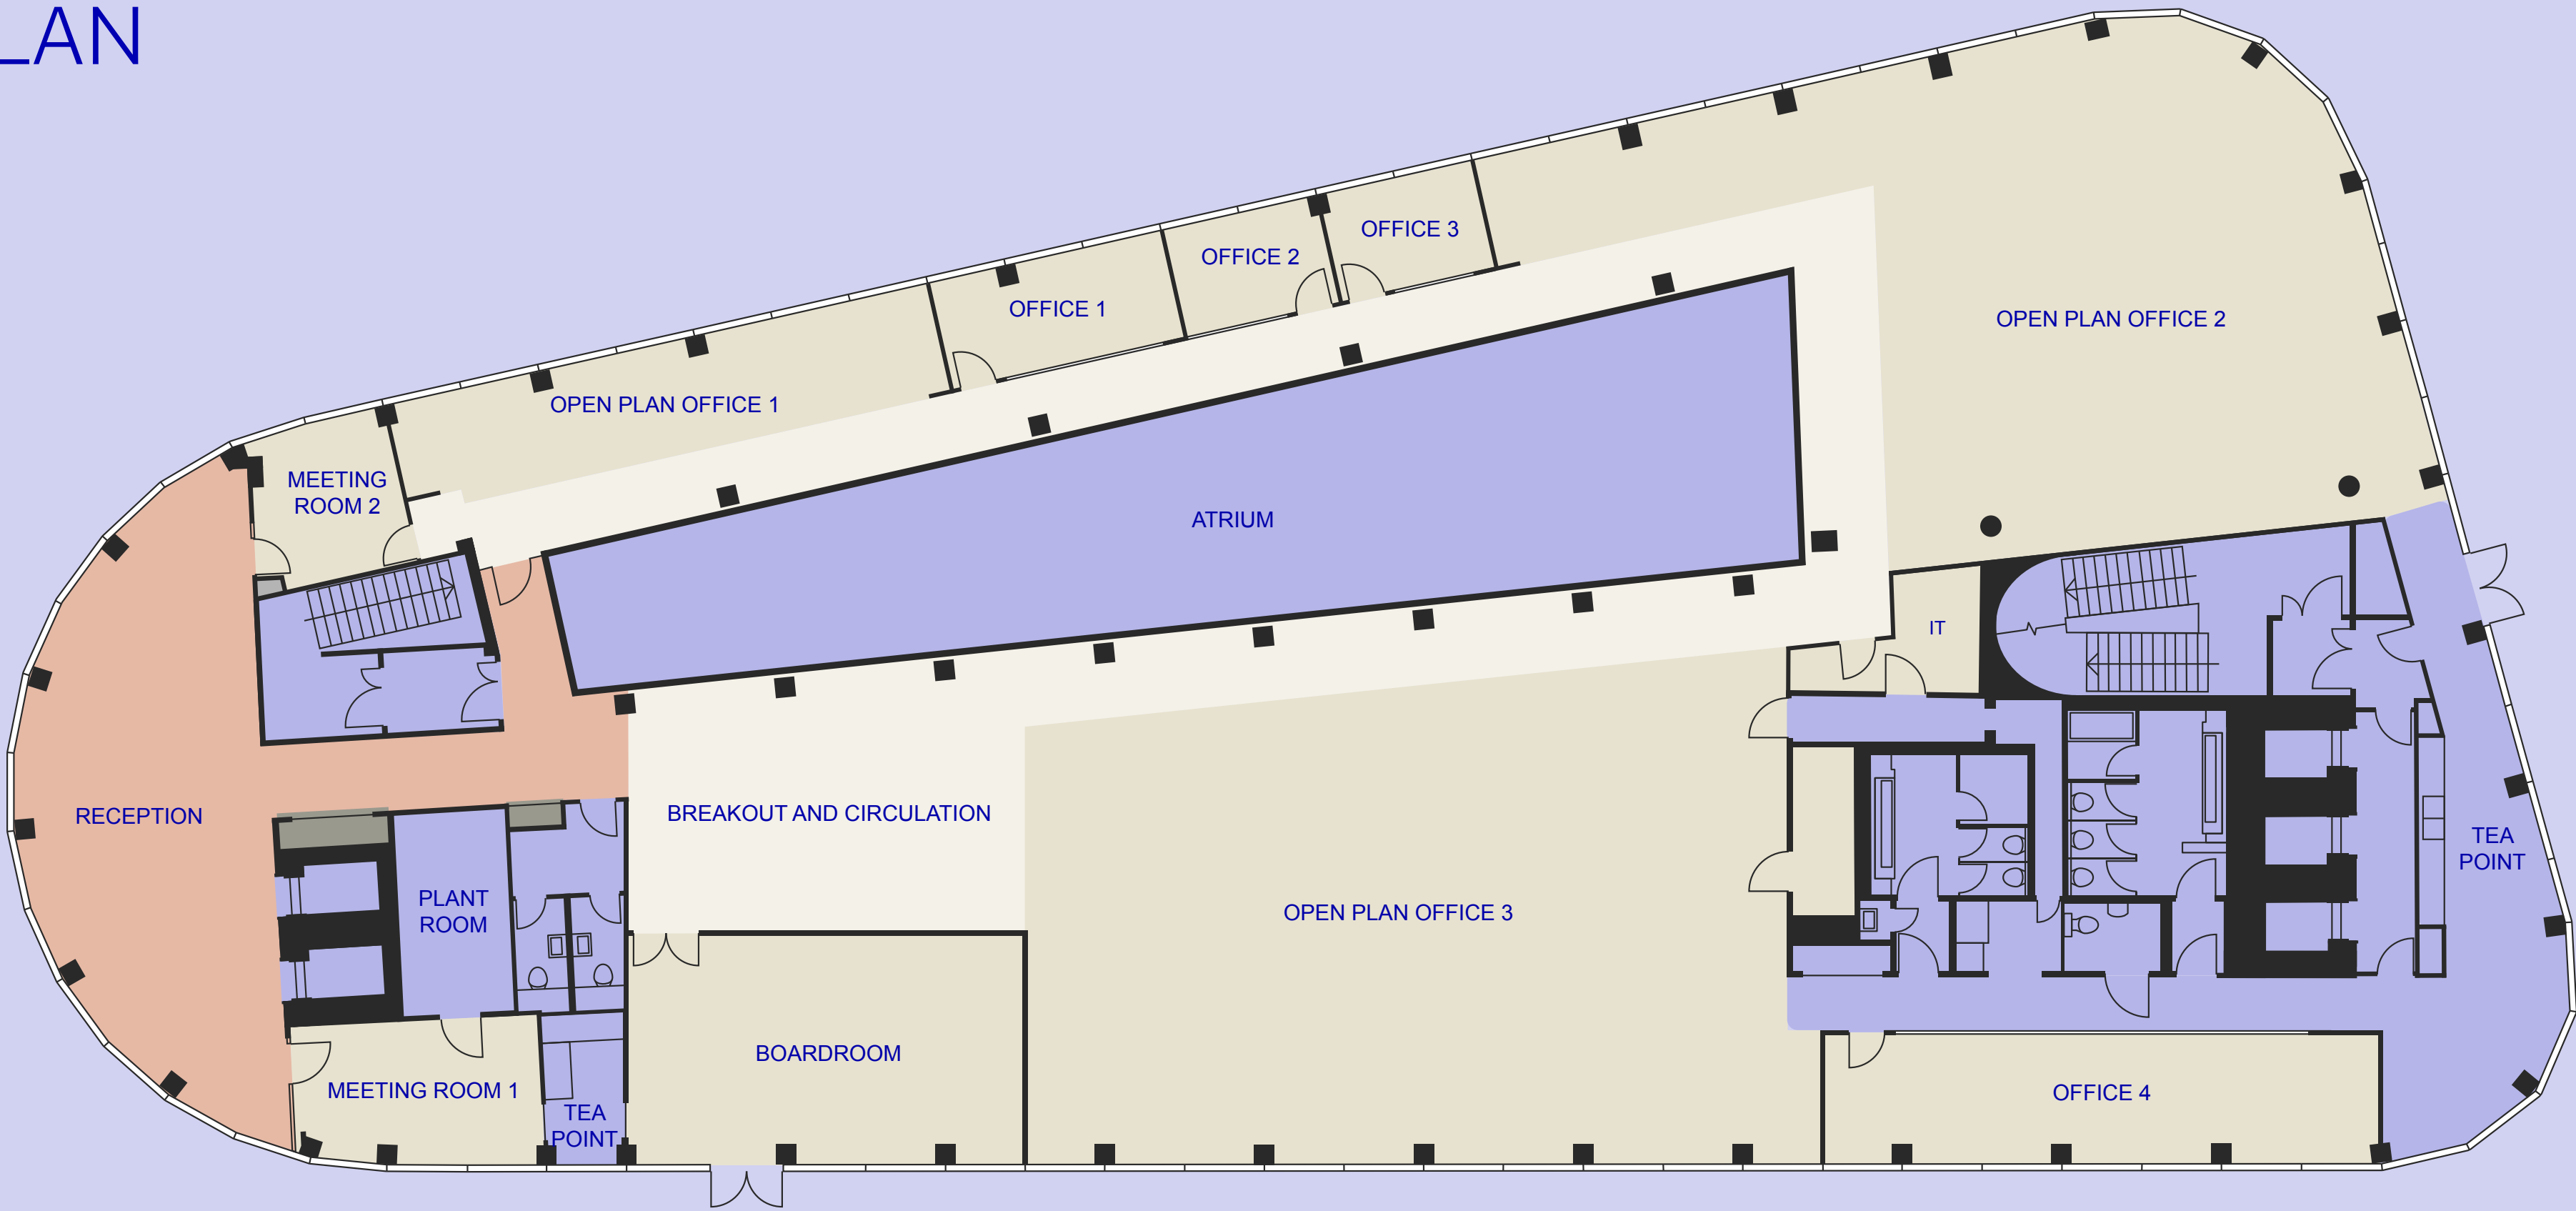 LAN
OFFICE 3
OFFICE 2
OFFICE 1
OPEN PLAN OFFICE 2
OPEN PLAN OFFICE 1
MEETING
ROOM 2
ATRIUM
IT
RECEPTION
BREAKOUT AND CIRCULATION
TEA
POINT
PLANT
ROOM
OPEN PLAN OFFICE 3
BOARDROOM
MEETING ROOM 1
OFFICE 4
TEA
POINT